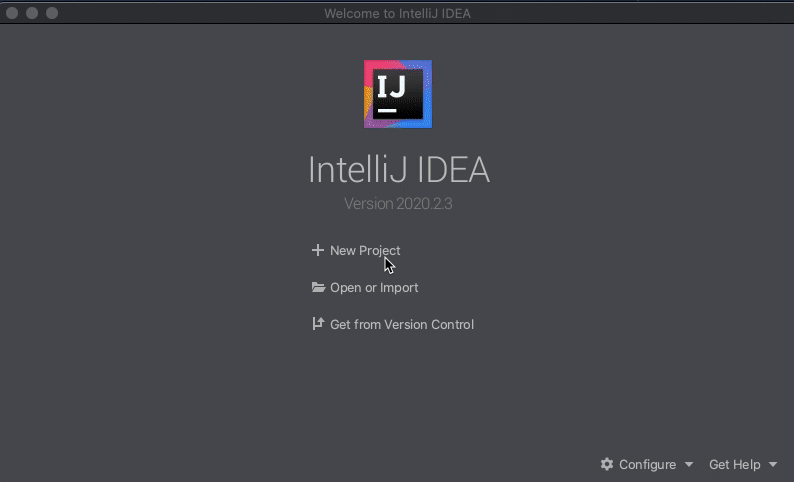 Welcome to IntelliJ IDEA
IJ
IntelliJ IDEA
Version 2020.2.3
New Project
Open or Import
Get from Version Control
Configure
Get Help